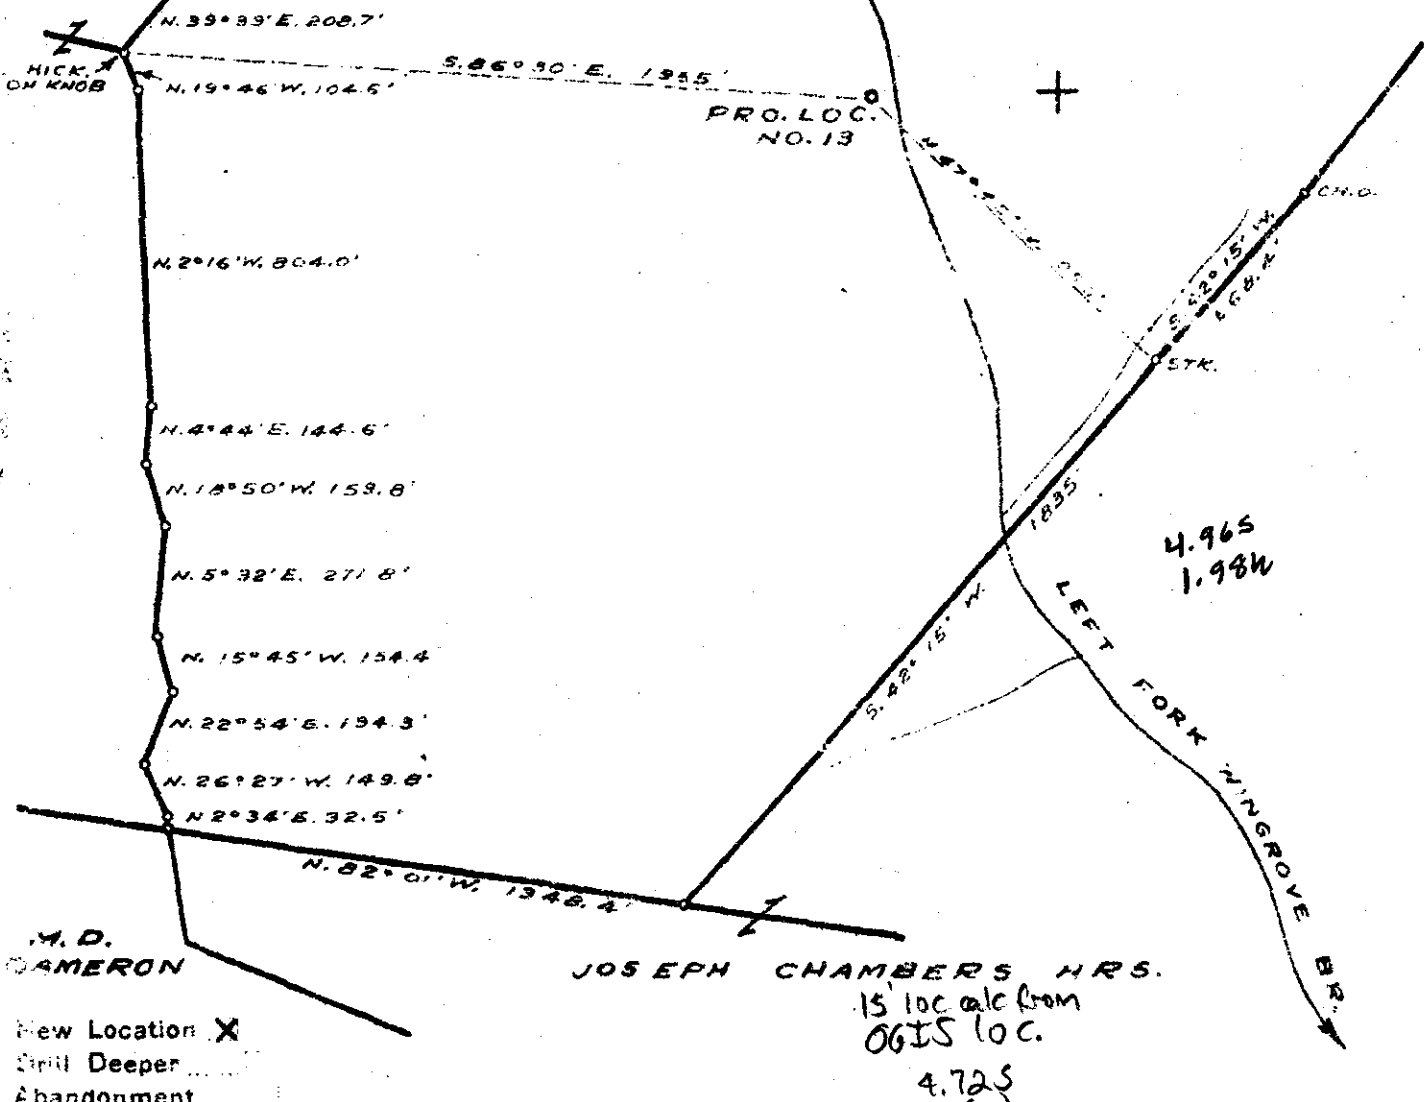 N. 39° 39' E. 208.7'
HICK.
ON KNOB
N. 19° 46' W. 104.5'
S. 86° 30' E. 1955'
PRO. LOC.
NO. 13
CH.O.
N. 2° 16' W. 804.0'
S. 42° 15' W.
468.2'
STK.
N. 4° 44' E. 144.6'
N. 18° 50' W. 159.8'
1835'
4.96S
1.98W
N. 5° 32' E. 271.8'
S. 42° 15' W.
LEFT FORK WINGROVE BR.
N. 15° 45' W. 154.4
N. 22° 54' E. 194.3'
N. 26° 27' W. 149.8'
N 2° 34' E. 32.5'
N. 82° 01' W. 1348.4'
M. D.
CAMERON
JOSEPH CHAMBERS HRS.
15' loc calc from
OGIS loc.
4.72S
New Location X
Drill Deeper
Abandonment